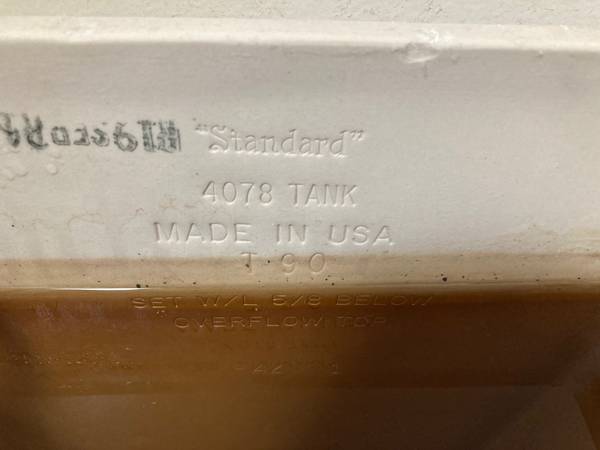 "Standard"
4078 TANK
MADE IN USA
T 90
SET W/L 5/8 BELOW
OVERFLOW TOP